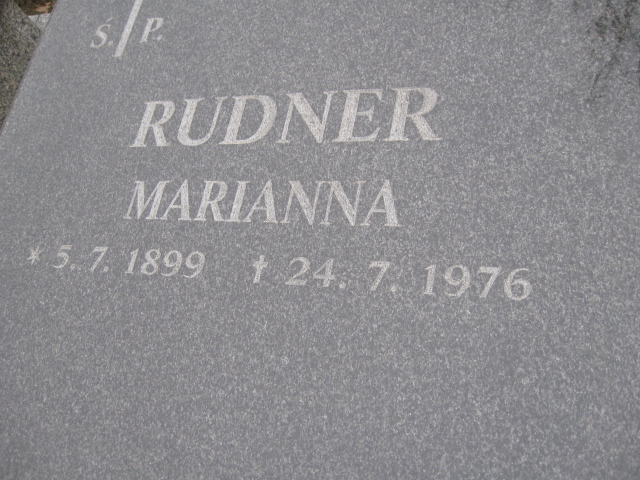 Ś. P.
RUDNER
MARIANNA
* 5. 7. 1899 † 24. 7. 1976